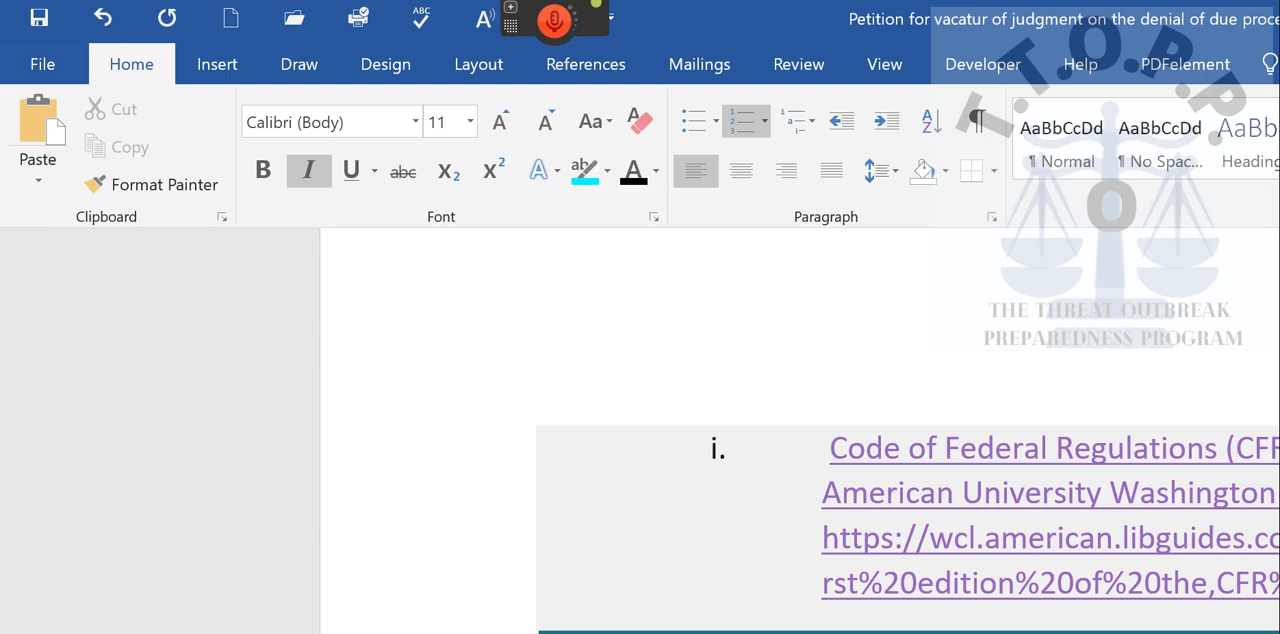 Petition for vacatur of judgment on the denial of due proce
File Home Insert Draw Design Layout References Mailings Review View Developer Help PDFelement
Paste
Cut
Copy
Format Painter
Clipboard
Calibri (Body) 11
Font
Paragraph
AaBbCcDd AaBbCcDd AaBb
¶ Normal ¶ No Spac... Heading
T.T.O.P.P.
THE THREAT OUTBREAK
PREPAREDNESS PROGRAM
i. Code of Federal Regulations (CFR
American University Washington
https://wcl.american.libguides.co
rst%20edition%20of%20the,CFR%